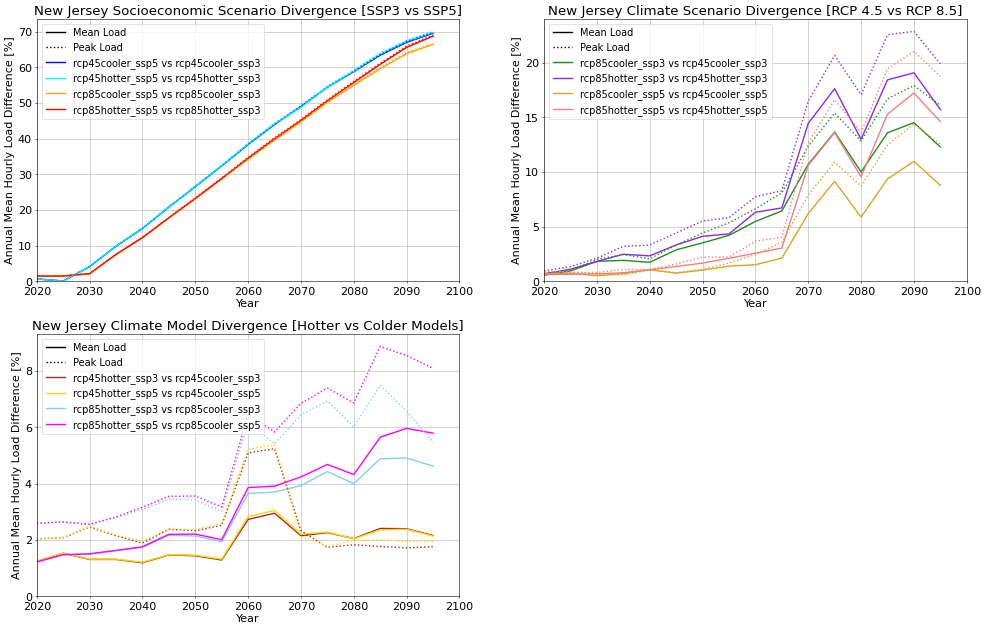 New Jersey Socioeconomic Scenario Divergence [SSP3 vs SSP5]
Annual Mean Hourly Load Difference [%]
70
60
50
40
30
20
10
0
Mean Load
Peak Load
rcp45cooler_ssp5 vs rcp45cooler_ssp3
rcp45hotter_ssp5 vs rcp45hotter_ssp3
rcp85cooler_ssp5 vs rcp85cooler_ssp3
rcp85hotter_ssp5 vs rcp85hotter_ssp3
2020 2030 2040 2050 2060 2070 2080 2090 2100
Year
New Jersey Climate Scenario Divergence [RCP 4.5 vs RCP 8.5]
Annual Mean Hourly Load Difference [%]
20
15
10
5
0
Mean Load
Peak Load
rcp85cooler_ssp3 vs rcp45cooler_ssp3
rcp85hotter_ssp3 vs rcp45hotter_ssp3
rcp85cooler_ssp5 vs rcp45cooler_ssp5
rcp85hotter_ssp5 vs rcp45hotter_ssp5
2020 2030 2040 2050 2060 2070 2080 2090 2100
Year
New Jersey Climate Model Divergence [Hotter vs Colder Models]
Annual Mean Hourly Load Difference [%]
8
6
4
2
0
Mean Load
Peak Load
rcp45hotter_ssp3 vs rcp45cooler_ssp3
rcp45hotter_ssp5 vs rcp45cooler_ssp5
rcp85hotter_ssp3 vs rcp85cooler_ssp3
rcp85hotter_ssp5 vs rcp85cooler_ssp5
2020 2030 2040 2050 2060 2070 2080 2090 2100
Year